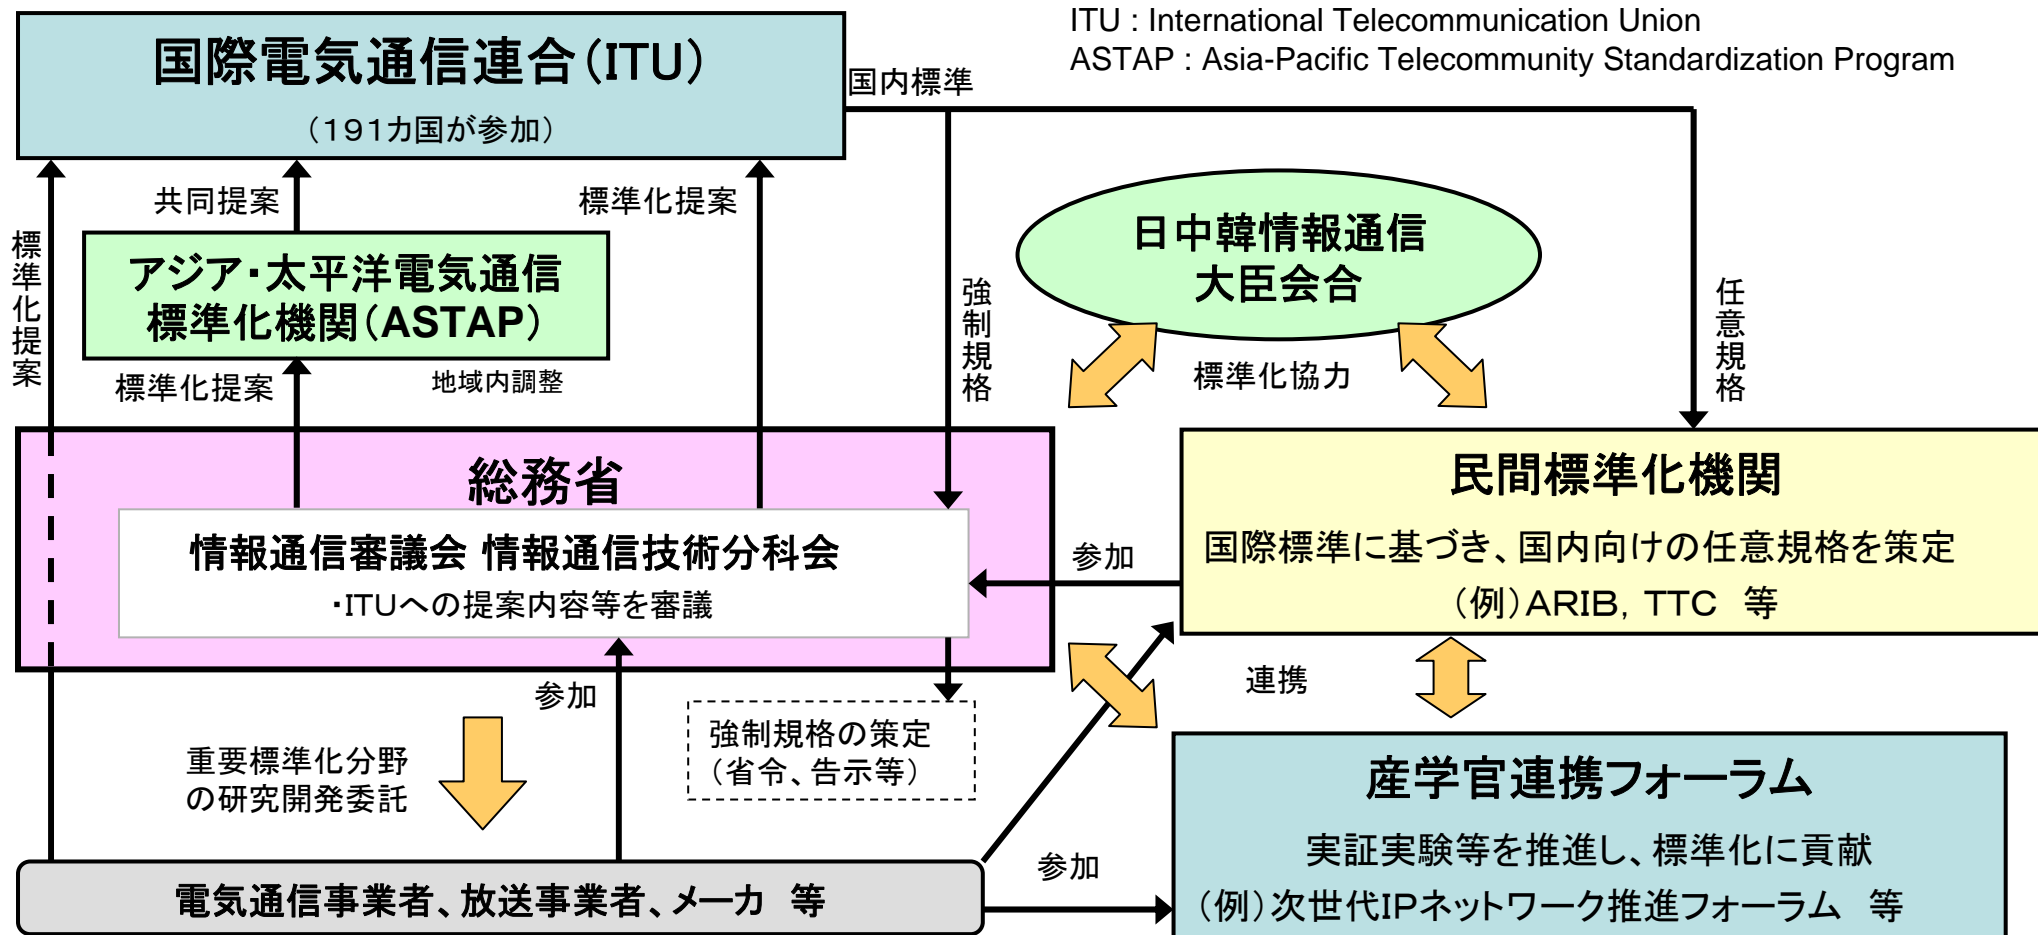 ITU : International Telecommunication Union
ASTAP : Asia-Pacific Telecommunity Standardization Program
国際電気通信連合(ITU)
(191カ国が参加)
国内標準
共同提案
標準化提案
標準化提案
アジア・太平洋電気通信
標準化機関(ASTAP)
標準化提案
地域内調整
強制規格
日中韓情報通信
大臣会合
標準化協力
任意規格
総務省
情報通信審議会 情報通信技術分科会
・ITUへの提案内容等を審議
参加
民間標準化機関
国際標準に基づき、国内向けの任意規格を策定
(例)ARIB, TTC 等
参加
連携
重要標準化分野
の研究開発委託
強制規格の策定
(省令、告示等)
産学官連携フォーラム
実証実験等を推進し、標準化に貢献
(例)次世代IPネットワーク推進フォーラム 等
参加
電気通信事業者、放送事業者、メーカ 等